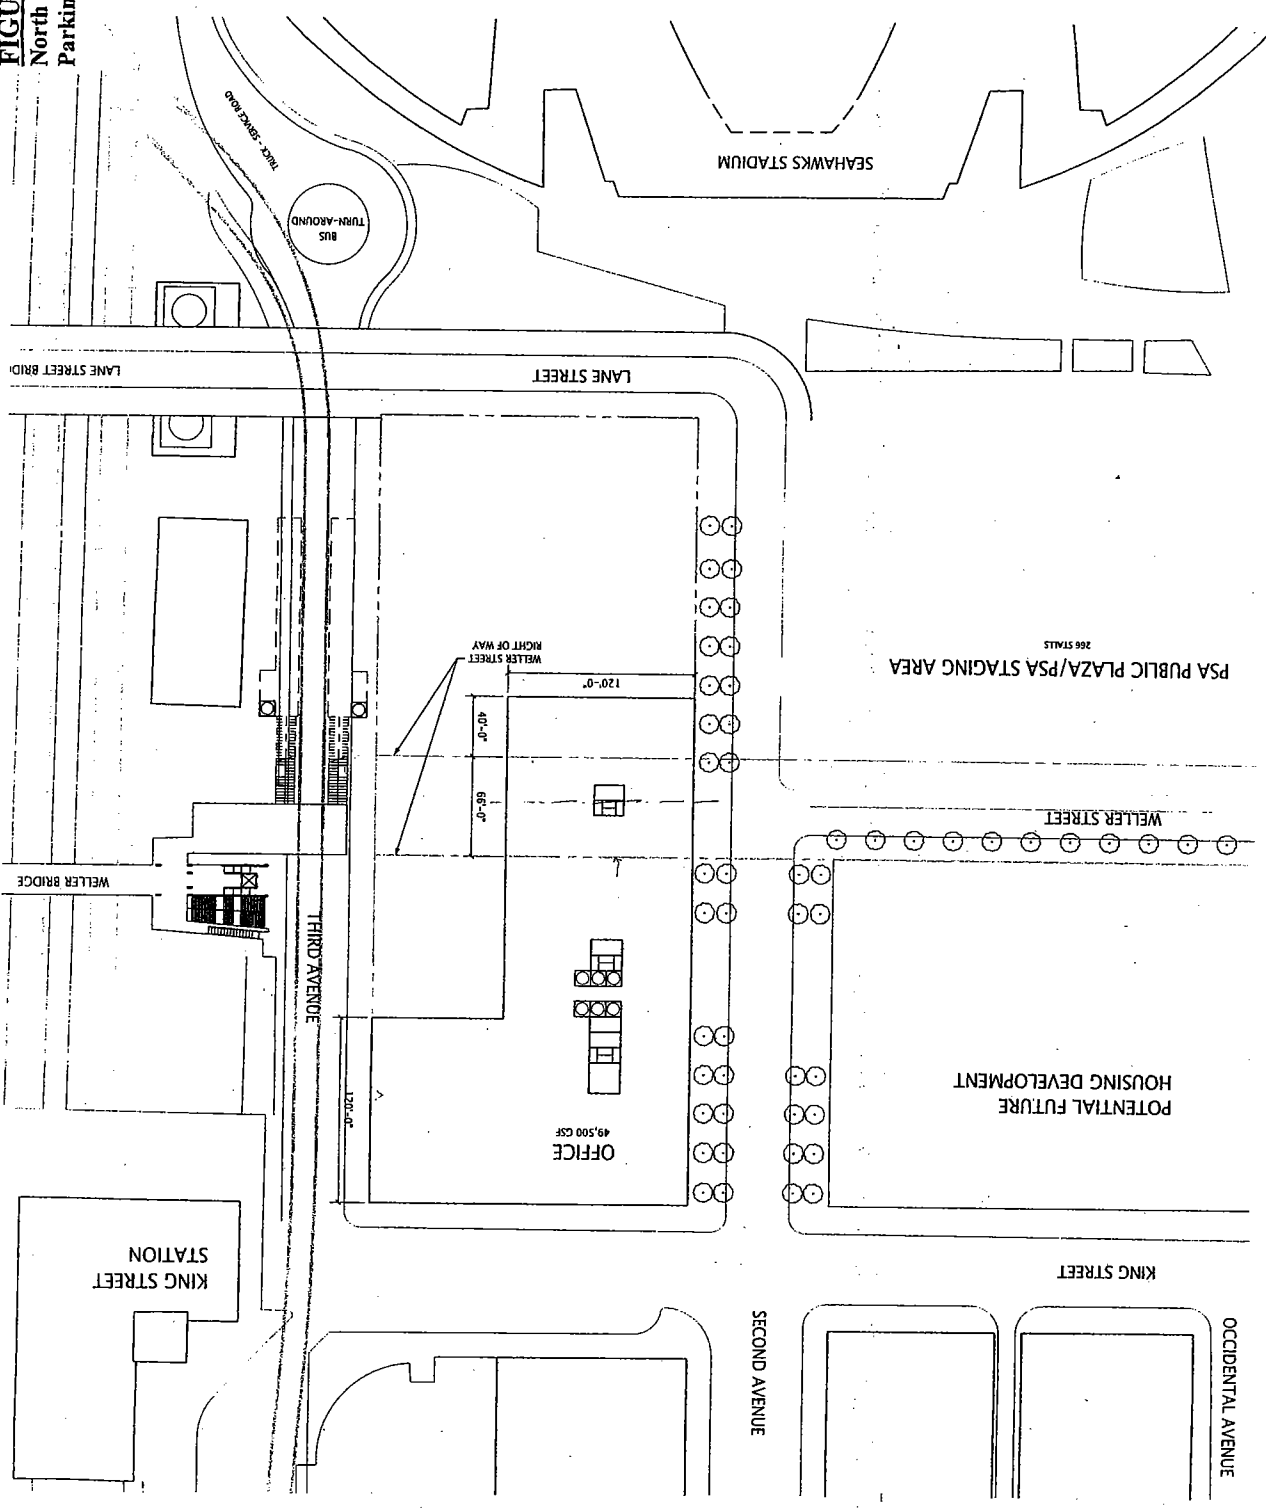 FIGU
North
Parkin
TRUCK - SERVICE ROAD
BUS
TURN-AROUND
SEAHAWKS STADIUM
LANE STREET BRID
LANE STREET
WELLER STREET
RIGHT OF WAY
120'-0"
40'-0"
66'-0"
PSA PUBLIC PLAZA/PSA STAGING AREA
266 STALLS
WELLER STREET
WELLER BRIDGE
THIRD AVENUE
120'-0"
OFFICE
49,500 GSF
POTENTIAL FUTURE
HOUSING DEVELOPMENT
KING STREET
STATION
KING STREET
SECOND AVENUE
OCCIDENTAL AVENUE